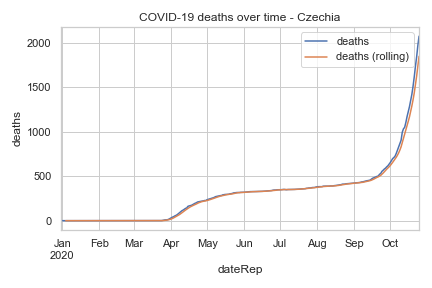 COVID-19 deaths over time - Czechia
deaths
deaths (rolling)
2000
1500
1000
500
0
deaths
Jan Feb Mar Apr May Jun Jul Aug Sep Oct
2020
dateRep